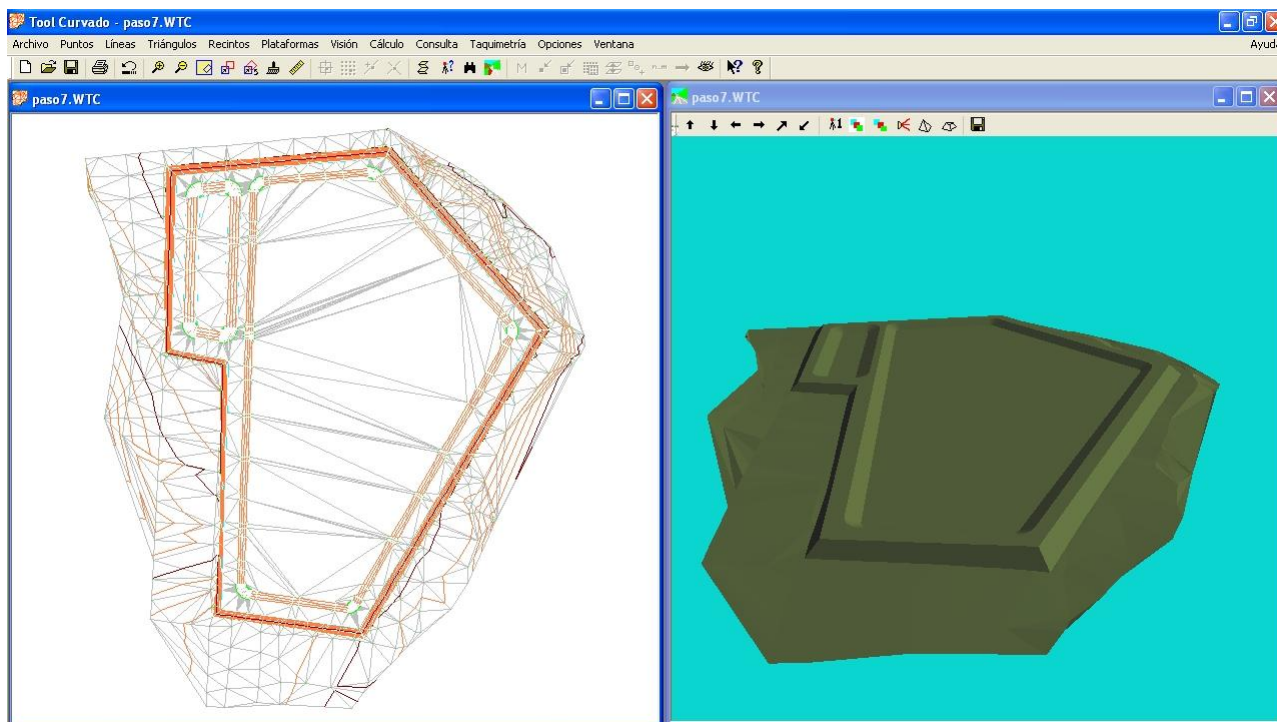 Tool Curvado - paso7.WTC
Archivo Puntos Líneas Triángulos Recintos Plataformas Visión Cálculo Consulta Taquimetría Opciones Ventana Ayuda
paso7.WTC
paso7.WTC